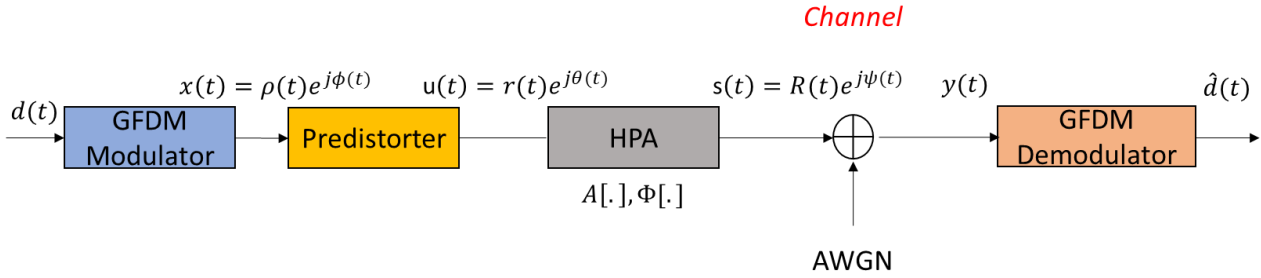 Channel
x(t) = ρ(t)e^{jϕ(t)}
u(t) = r(t)e^{jθ(t)}
s(t) = R(t)e^{jψ(t)}
y(t)
d̂(t)
d(t)
GFDM
Modulator
Predistorter
HPA
GFDM
Demodulator
A[.], Φ[.]
AWGN